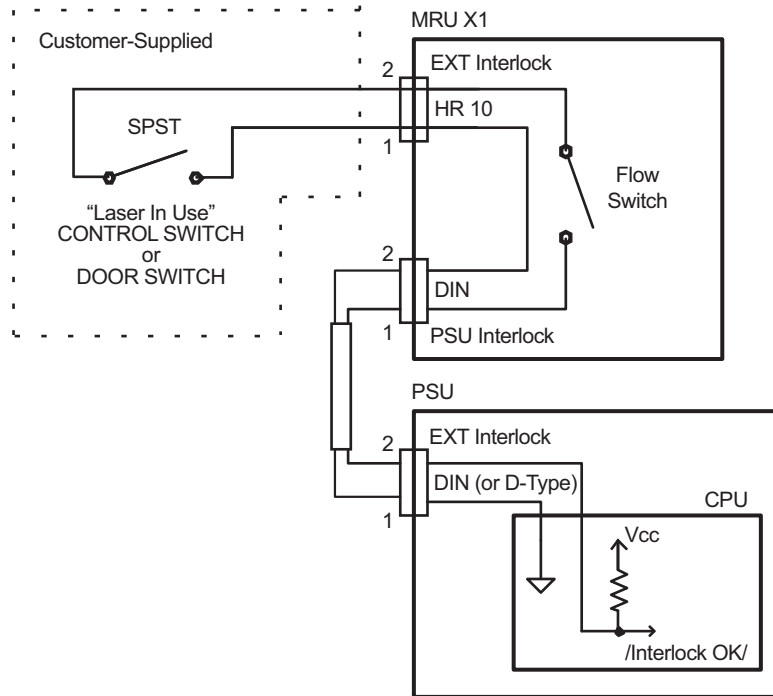 Customer-Supplied
SPST
“Laser In Use”
CONTROL SWITCH
or
DOOR SWITCH
MRU X1
2
EXT Interlock
HR 10
1
Flow
Switch
2
DIN
1
PSU Interlock
PSU
2
EXT Interlock
DIN (or D-Type)
1
CPU
Vcc
/Interlock OK/